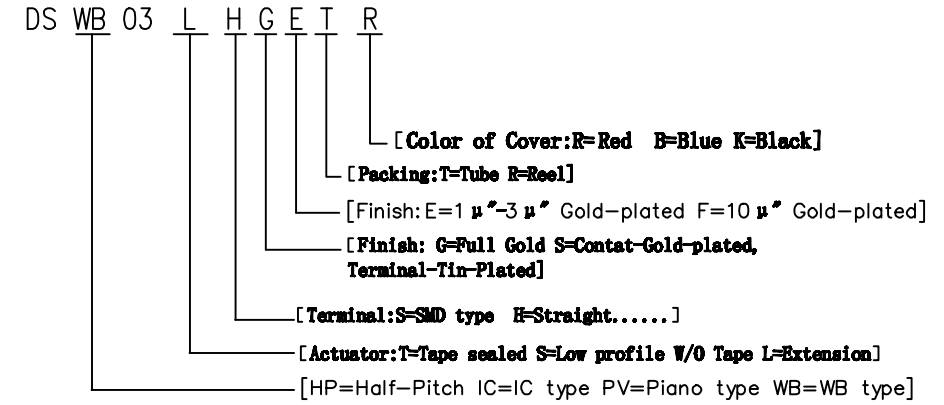 DS WB 03 L H G E T R
[Color of Cover:R=Red B=Blue K=Black]
[Packing:T=Tube R=Reel]
[Finish: E=1 μ″-3 μ″ Gold-plated F=10 μ″ Gold-plated]
[Finish: G=Full Gold S=Contat-Gold-plated,
Terminal-Tin-Plated]
[Terminal:S=SMD type H=Straight......]
[Actuator:T=Tape sealed S=Low profile W/O Tape L=Extension]
[HP=Half-Pitch IC=IC type PV=Piano type WB=WB type]